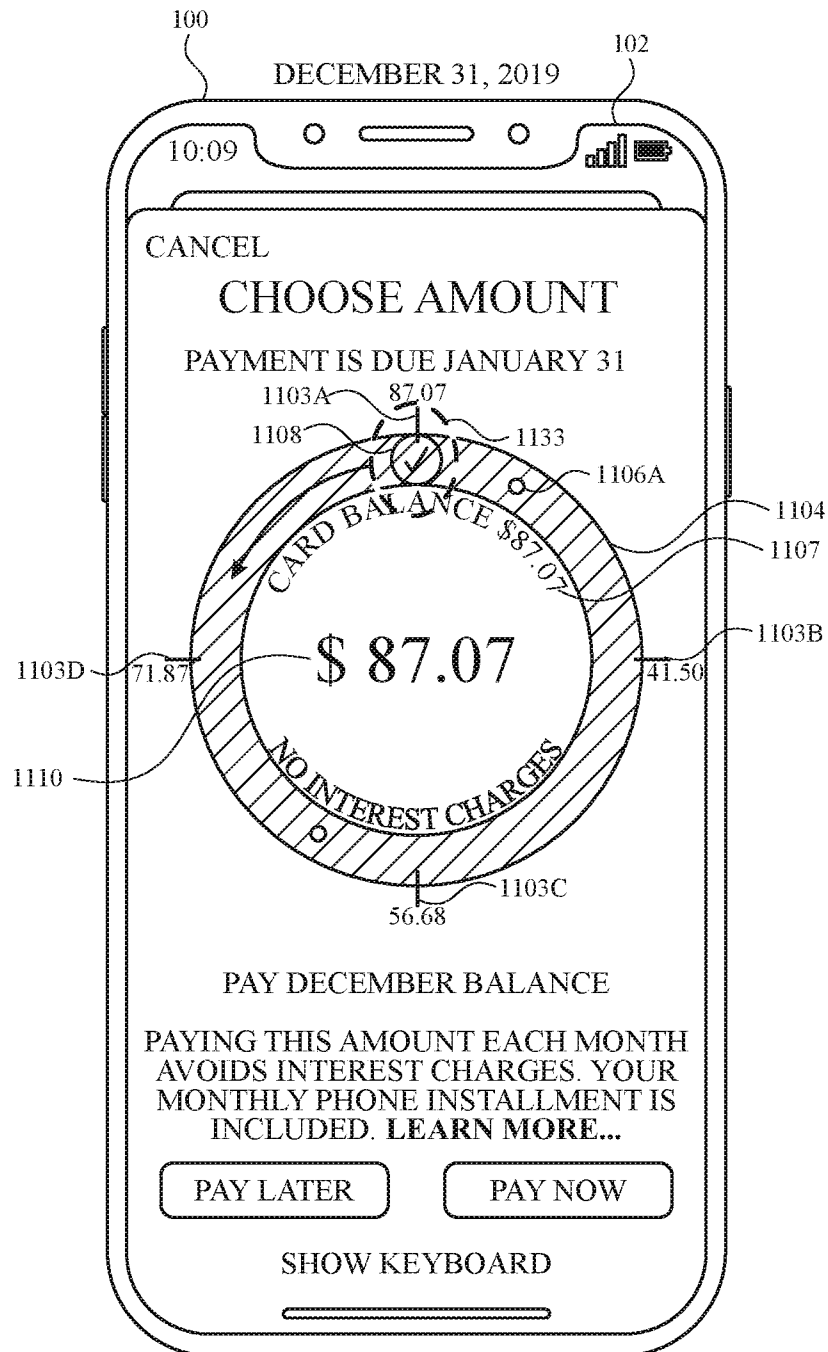 100
102
DECEMBER 31, 2019
10:09
CANCEL
CHOOSE AMOUNT
PAYMENT IS DUE JANUARY 31
1103A
87.07
1108
1133
1106A
1104
1107
CARD BALANCE $87.07
1103B
41.50
1103D
71.87
$ 87.07
1110
NO INTEREST CHARGES
1103C
56.68
PAY DECEMBER BALANCE
PAYING THIS AMOUNT EACH MONTH
AVOIDS INTEREST CHARGES. YOUR
MONTHLY PHONE INSTALLMENT IS
INCLUDED. LEARN MORE...
PAY LATER
PAY NOW
SHOW KEYBOARD